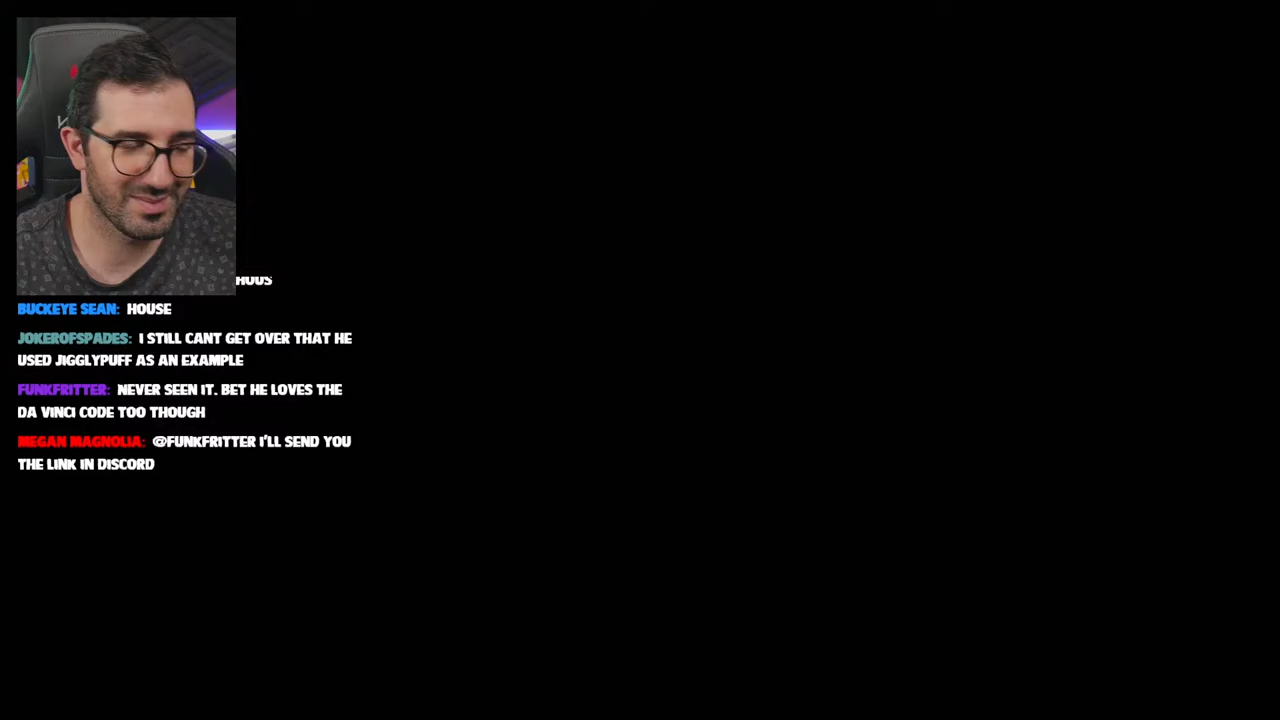 HOUS
BUCKEYE SEAN: HOUSE
JOKEROFSPADES: I STILL CANT GET OVER THAT HE
USED JIGGLYPUFF AS AN EXAMPLE
FUNKFRITTER: NEVER SEEN IT. BET HE LOVES THE
DA VINCI CODE TOO THOUGH
MEGAN MAGNOLIA: @FUNKFRITTER I'LL SEND YOU
THE LINK IN DISCORD